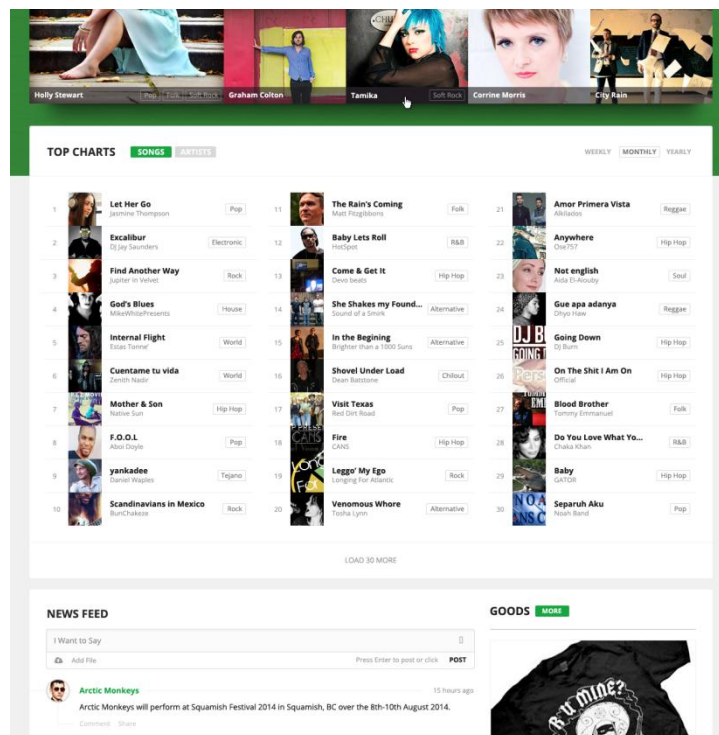 Holly Stewart Pop Folk Soft Rock Graham Colton Tamika Soft Rock Corrine Morris City Rain
TOP CHARTS SONGS ARTISTS WEEKLY MONTHLY YEARLY
1 Let Her Go Jasmine Thompson Pop
2 Excalibur DJ Jay Saunders Electronic
3 Find Another Way Jupiter In Velvet Rock
4 God's Blues MikeWhitePresents House
5 Internal Flight Estas Tonne' World
6 Cuentame tu vida Zenith Nadir World
7 Mother & Son Native Sun Hip Hop
8 F.O.O.L Abol Doyle Pop
9 yankadee Daniel Waples Tejano
10 Scandinavians in Mexico BunChakeze Rock
11 The Rain's Coming Matt Fitzgibbons Folk
12 Baby Lets Roll HotSpot R&B
13 Come & Get It Devo beats Hip Hop
14 She Shakes my Found... Sound of a Smirk Alternative
15 In the Begining Brighter than a 1000 Suns Alternative
16 Shovel Under Load Dean Batstone Chilout
17 Visit Texas Red Dirt Road Pop
18 Fire CANS Hip Hop
19 Leggo' My Ego Longing For Atlantic Rock
20 Venomous Whore Tosha Lynn Alternative
21 Amor Primera Vista Alkilados Reggae
22 Anywhere Ose757 Hip Hop
23 Not english Aida El-Aouby Soul
24 Gue apa adanya Dhyo Haw Reggae
25 Going Down DJ Burn Hip Hop
26 On The Shit I Am On Official Hip Hop
27 Blood Brother Tommy Emmanuel Folk
28 Do You Love What Yo... Chaka Khan R&B
29 Baby GATOR Hip Hop
30 Separuh Aku Noah Band Pop
LOAD 30 MORE
NEWS FEED
I Want to Say
Add File Press Enter to post or click POST
Arctic Monkeys 15 hours ago
Arctic Monkeys will perform at Squamish Festival 2014 in Squamish, BC over the 8th-10th August 2014.
Comment Share
GOODS MORE
R U MINE?